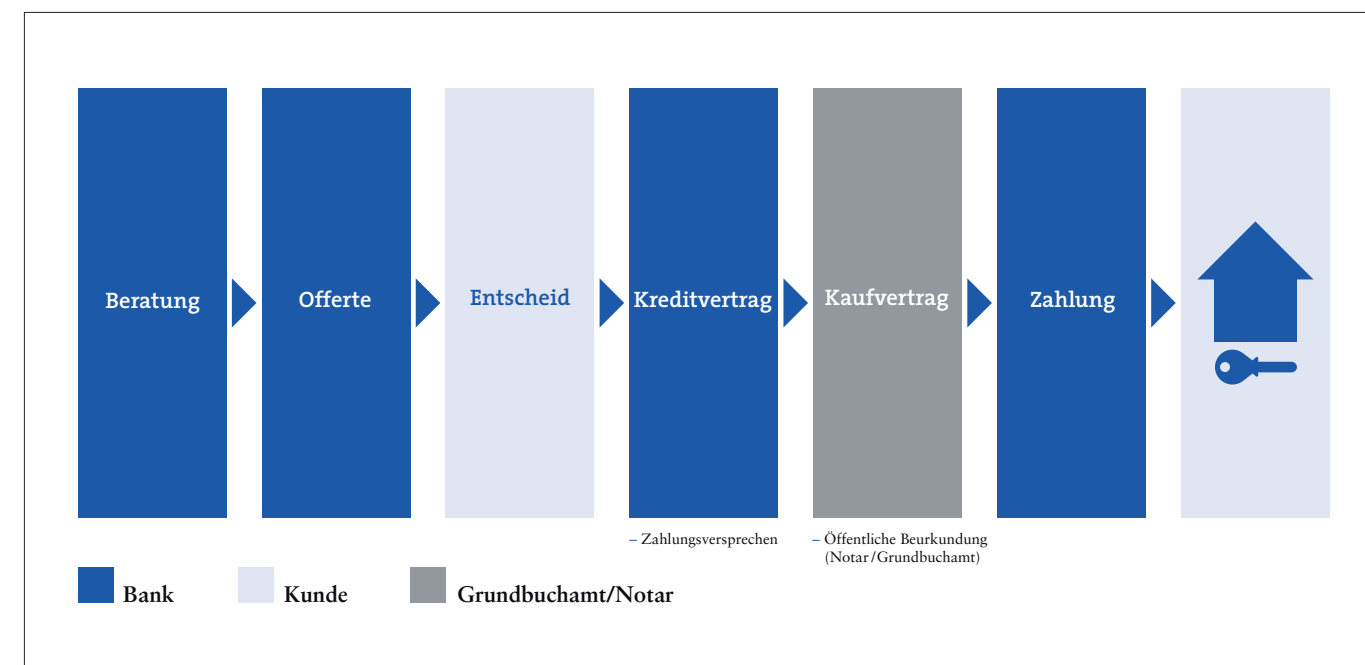 Beratung
Offerte
Entscheid
Kreditvertrag
Kaufvertrag
Zahlung
– Zahlungsversprechen
– Öffentliche Beurkundung
(Notar/Grundbuchamt)
Bank
Kunde
Grundbuchamt/Notar